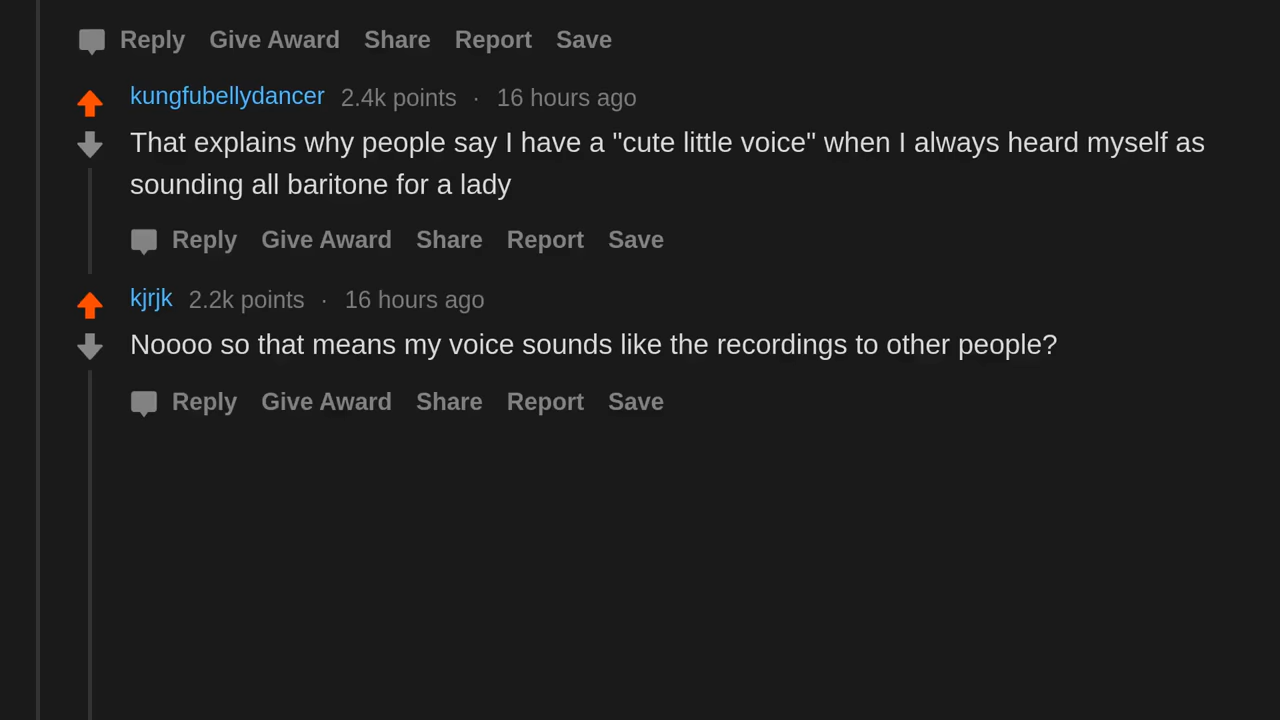 Reply Give Award Share Report Save
kungfubellydancer 2.4k points · 16 hours ago
That explains why people say I have a "cute little voice" when I always heard myself as
sounding all baritone for a lady
Reply Give Award Share Report Save
kjrjk 2.2k points · 16 hours ago
Noooo so that means my voice sounds like the recordings to other people?
Reply Give Award Share Report Save